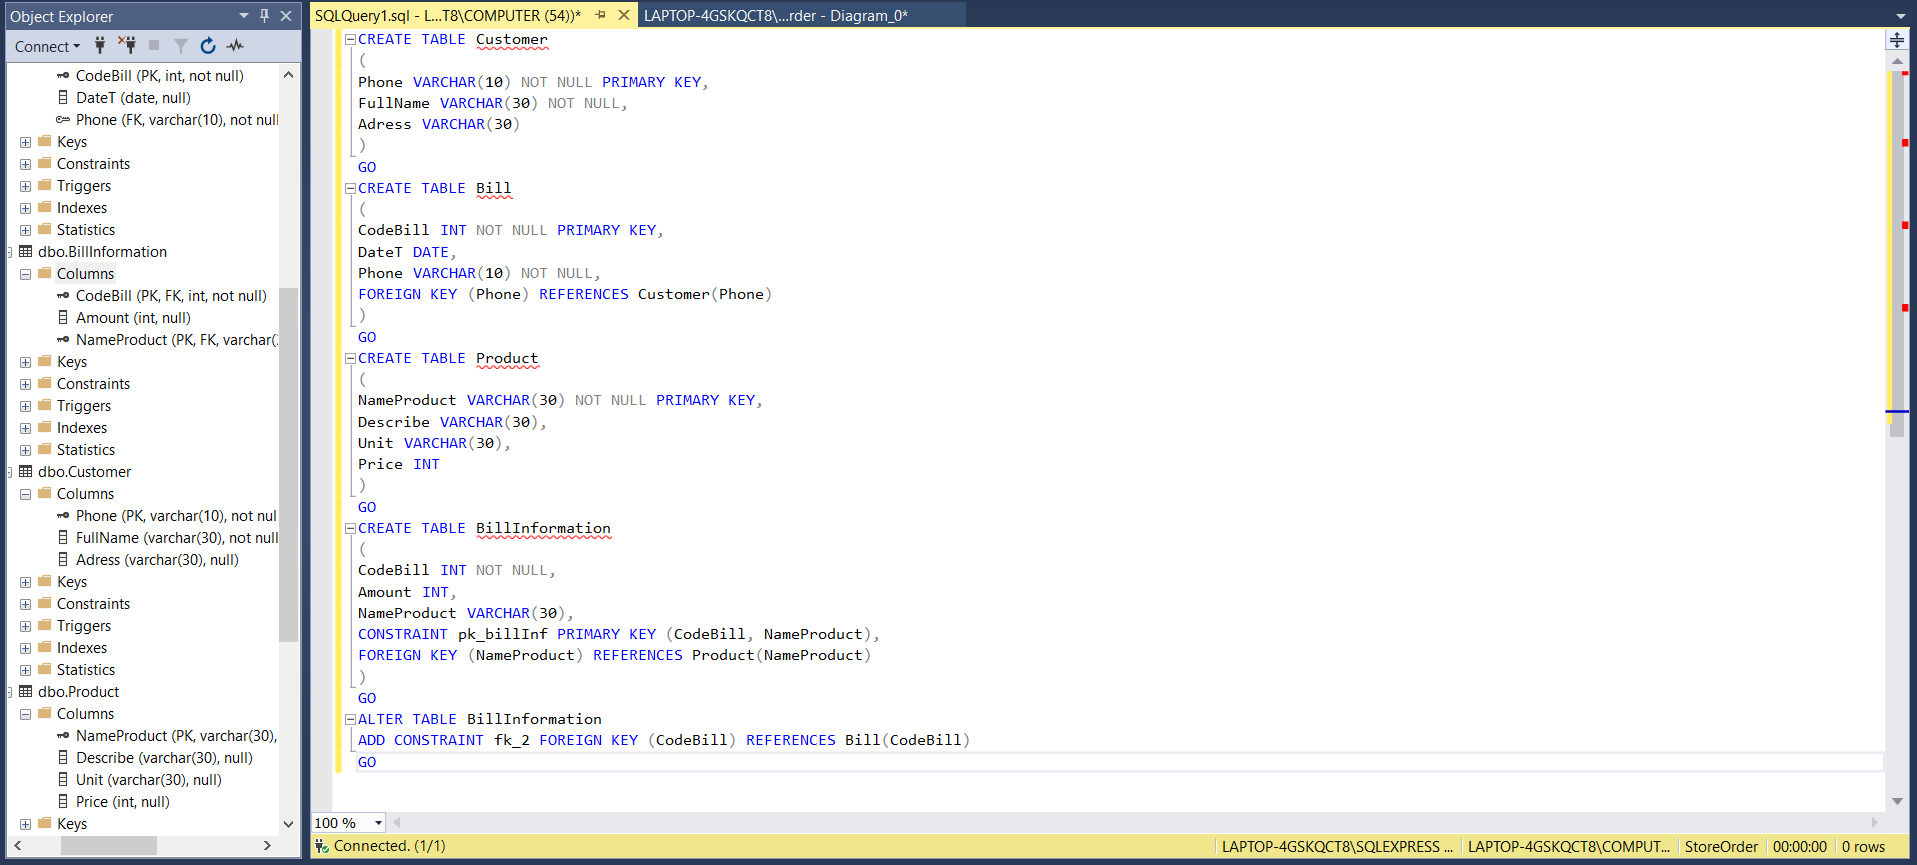 Object Explorer
Connect
CodeBill (PK, int, not null)
DateT (date, null)
Phone (FK, varchar(10), not null
Keys
Constraints
Triggers
Indexes
Statistics
dbo.BillInformation
Columns
CodeBill (PK, FK, int, not null)
Amount (int, null)
NameProduct (PK, FK, varchar(
Keys
Constraints
Triggers
Indexes
Statistics
dbo.Customer
Columns
Phone (PK, varchar(10), not nul
FullName (varchar(30), not null
Adress (varchar(30), null)
Keys
Constraints
Triggers
Indexes
Statistics
dbo.Product
Columns
NameProduct (PK, varchar(30),
Describe (varchar(30), null)
Unit (varchar(30), null)
Price (int, null)
Keys
SQLQuery1.sql - L...T8\COMPUTER (54))*
LAPTOP-4GSKQCT8\...rder - Diagram_0*
CREATE TABLE Customer
(
Phone VARCHAR(10) NOT NULL PRIMARY KEY,
FullName VARCHAR(30) NOT NULL,
Adress VARCHAR(30)
)
GO
CREATE TABLE Bill
(
CodeBill INT NOT NULL PRIMARY KEY,
DateT DATE,
Phone VARCHAR(10) NOT NULL,
FOREIGN KEY (Phone) REFERENCES Customer(Phone)
)
GO
CREATE TABLE Product
(
NameProduct VARCHAR(30) NOT NULL PRIMARY KEY,
Describe VARCHAR(30),
Unit VARCHAR(30),
Price INT
)
GO
CREATE TABLE BillInformation
(
CodeBill INT NOT NULL,
Amount INT,
NameProduct VARCHAR(30),
CONSTRAINT pk_billInf PRIMARY KEY (CodeBill, NameProduct),
FOREIGN KEY (NameProduct) REFERENCES Product(NameProduct)
)
GO
ALTER TABLE BillInformation
ADD CONSTRAINT fk_2 FOREIGN KEY (CodeBill) REFERENCES Bill(CodeBill)
GO
100 %
Connected. (1/1)
LAPTOP-4GSKQCT8\SQLEXPRESS ...
LAPTOP-4GSKQCT8\COMPUT...
StoreOrder
00:00:00
0 rows